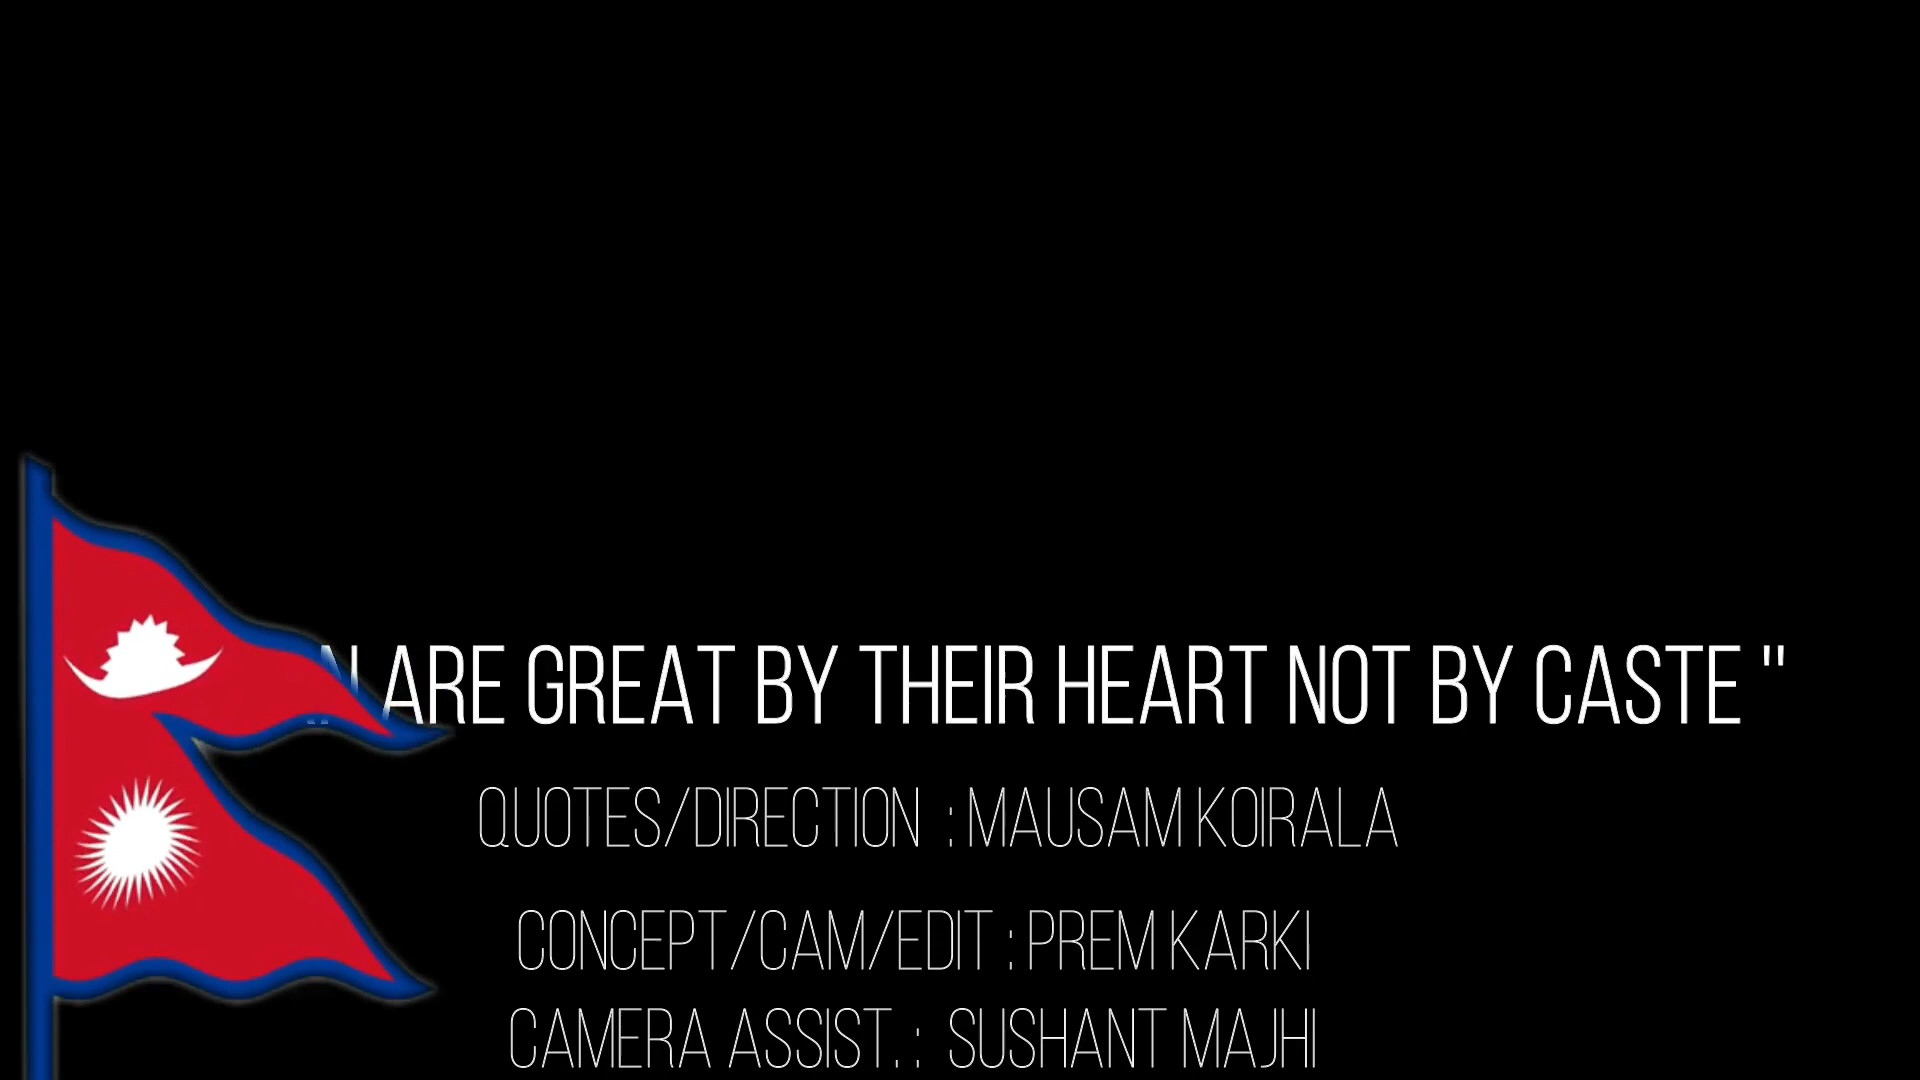 ARE GREAT BY THEIR HEART NOT BY CASTE "
QUOTES/DIRECTION : MAUSAM KOIRALA
CONCEPT/CAM/EDIT : PREM KARKI
CAMERA ASSIST. : SUSHANT MAJHI